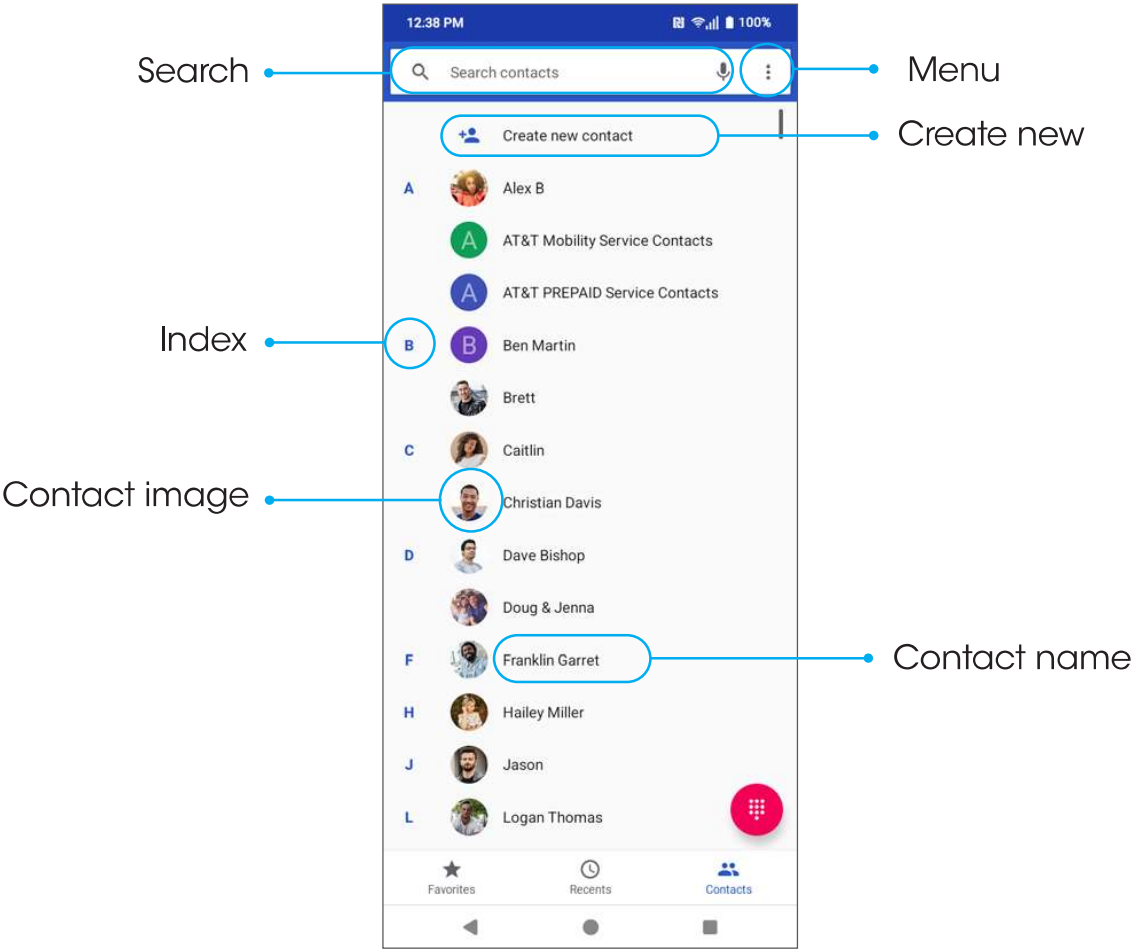 12.38 PM 100%
Search
Search contacts
Menu
Create new contact
Create new
A
Alex B
A
AT&T Mobility Service Contacts
A
AT&T PREPAID Service Contacts
Index
B
B
Ben Martin
Brett
C
Caitlin
Contact image
Christian Davis
D
Dave Bishop
Doug & Jenna
F
Franklin Garret
Contact name
H
Hailey Miller
J
Jason
L
Logan Thomas
Favorites
Recents
Contacts